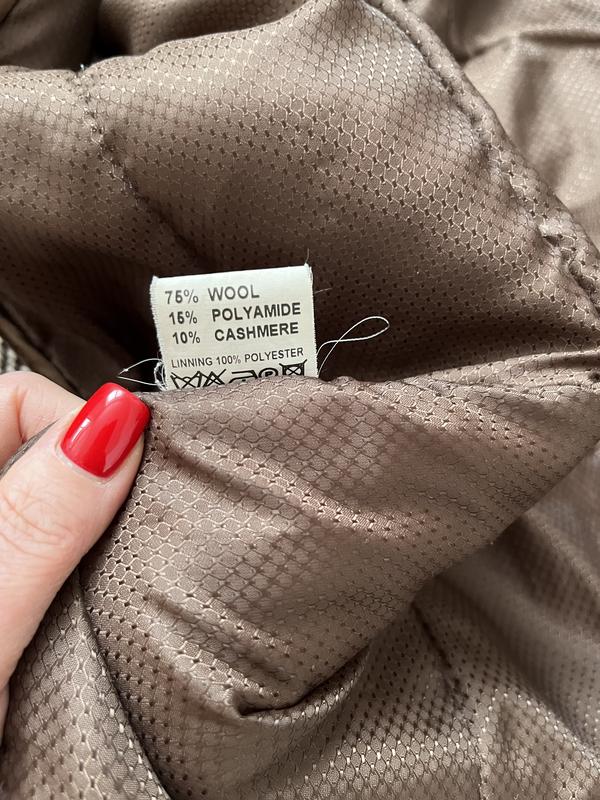 75% WOOL
15% POLYAMIDE
10% CASHMERE
LINNING 100% POLYESTER
P